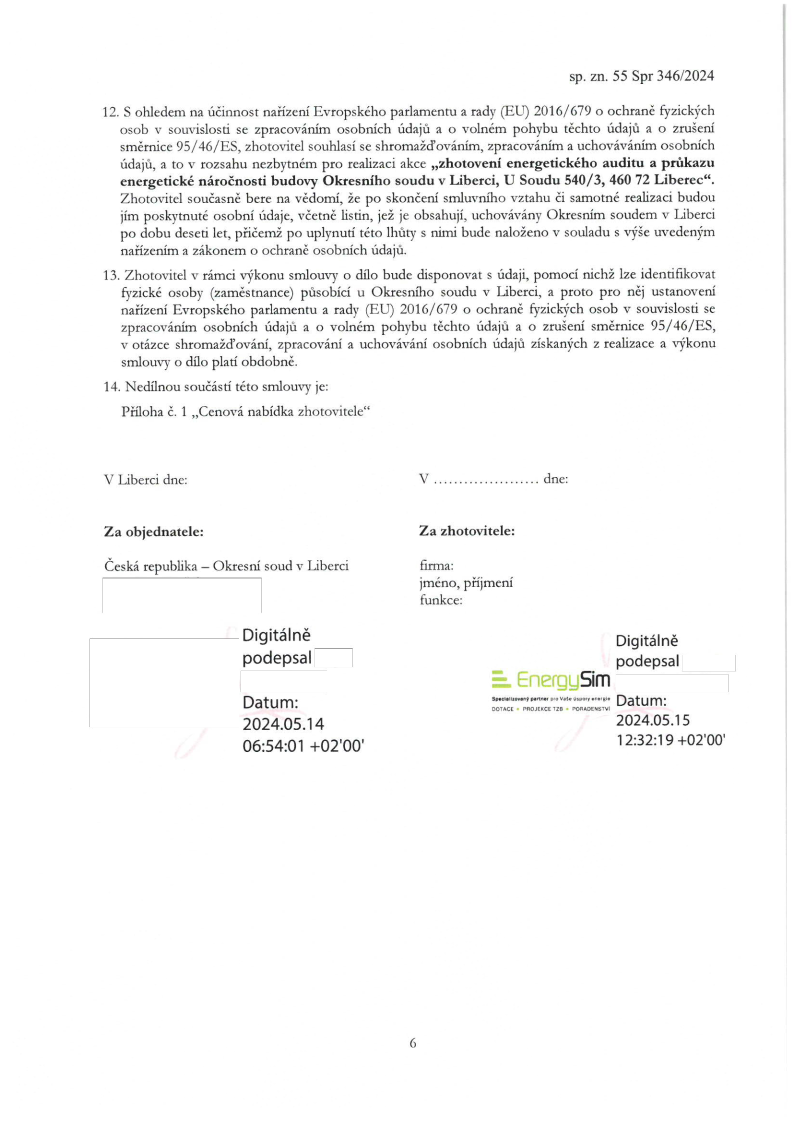 sp. zn. 55 Spr 346/2024
12. S ohledem na účinnost nařízení Evropského parlamentu a rady (EU) 2016/679 o ochraně fyzických
osob v souvislosti se zpracováním osobních údajů a o volném pohybu těchto údajů a o zrušení
směrnice 95/46/ES, zhotovitel souhlasí se shromažďováním, zpracováním a uchováváním osobních
údajů, a to v rozsahu nezbytném pro realizaci akce „zhotovení energetického auditu a průkazu
energetické náročnosti budovy Okresního soudu v Liberci, U Soudu 540/3, 460 72 Liberec“.
Zhotovitel současně bere na vědomí, že po skončení smluvního vztahu či samotné realizaci budou
jím poskytnuté osobní údaje, včetně listin, jež je obsahují, uchovávány Okresním soudem v Liberci
po dobu deseti let, přičemž po uplynutí této lhůty s nimi bude naloženo v souladu s výše uvedeným
nařízením a zákonem o ochraně osobních údajů.
13. Zhotovitel v rámci výkonu smlouvy o dílo bude disponovat s údaji, pomocí nichž lze identifikovat
fyzické osoby (zaměstnance) působící u Okresního soudu v Liberci, a proto pro něj ustanovení
nařízení Evropského parlamentu a rady (EU) 2016/679 o ochraně fyzických osob v souvislosti se
zpracováním osobních údajů a o volném pohybu těchto údajů a o zrušení směrnice 95/46/ES,
v otázce shromažďování, zpracování a uchovávání osobních údajů získaných z realizace a výkonu
smlouvy o dílo platí obdobně.
14. Nedílnou součástí této smlouvy je:
Příloha č. 1 „Cenová nabídka zhotovitele“
V Liberci dne:
V ..................... dne:
Za objednatele:
Za zhotovitele:
Česká republika – Okresní soud v Liberci
firma:
jméno, příjmení
funkce:
Digitálně
podepsal
Datum:
2024.05.14
06:54:01 +02'00'
EnergySim
Specializovaný partner pro Vaše úspory energie
DOTACE • PROJEKCE TZB • PORADENSTVÍ
Digitálně
podepsal
Datum:
2024.05.15
12:32:19 +02'00'
6